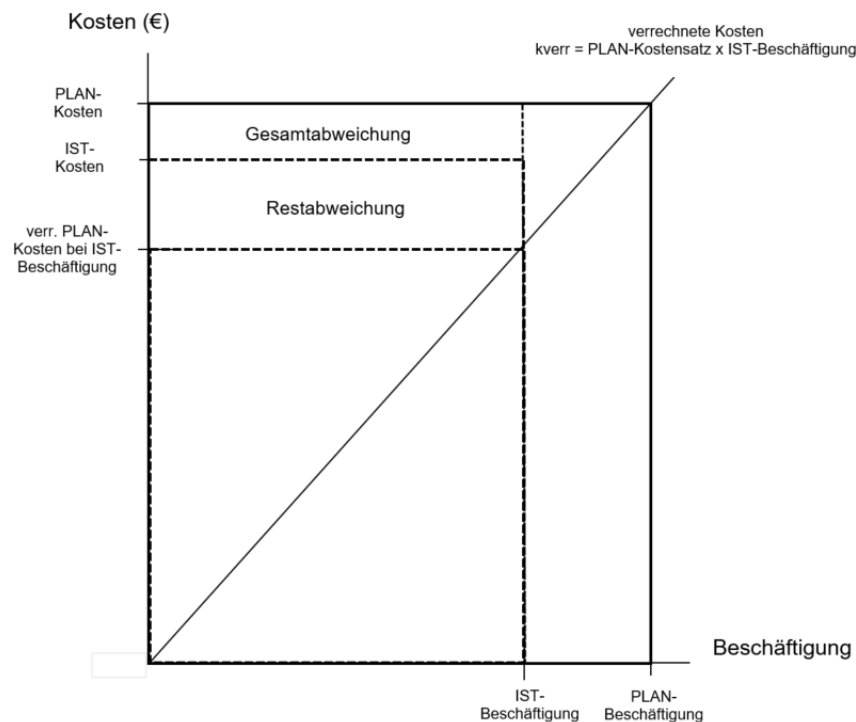 Kosten (€)
verrechnete Kosten
kverr = PLAN-Kostensatz x IST-Beschäftigung
PLAN-
Kosten
Gesamtabweichung
IST-
Kosten
Restabweichung
verr. PLAN-
Kosten bei IST-
Beschäftigung
Beschäftigung
IST-
Beschäftigung
PLAN-
Beschäftigung